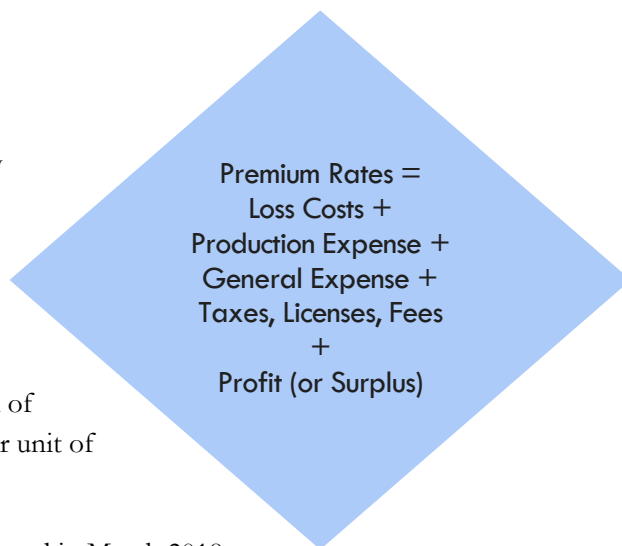 Premium Rates =
Loss Costs +
Production Expense +
General Expense +
Taxes, Licenses, Fees
+
Profit (or Surplus)
of
r unit of